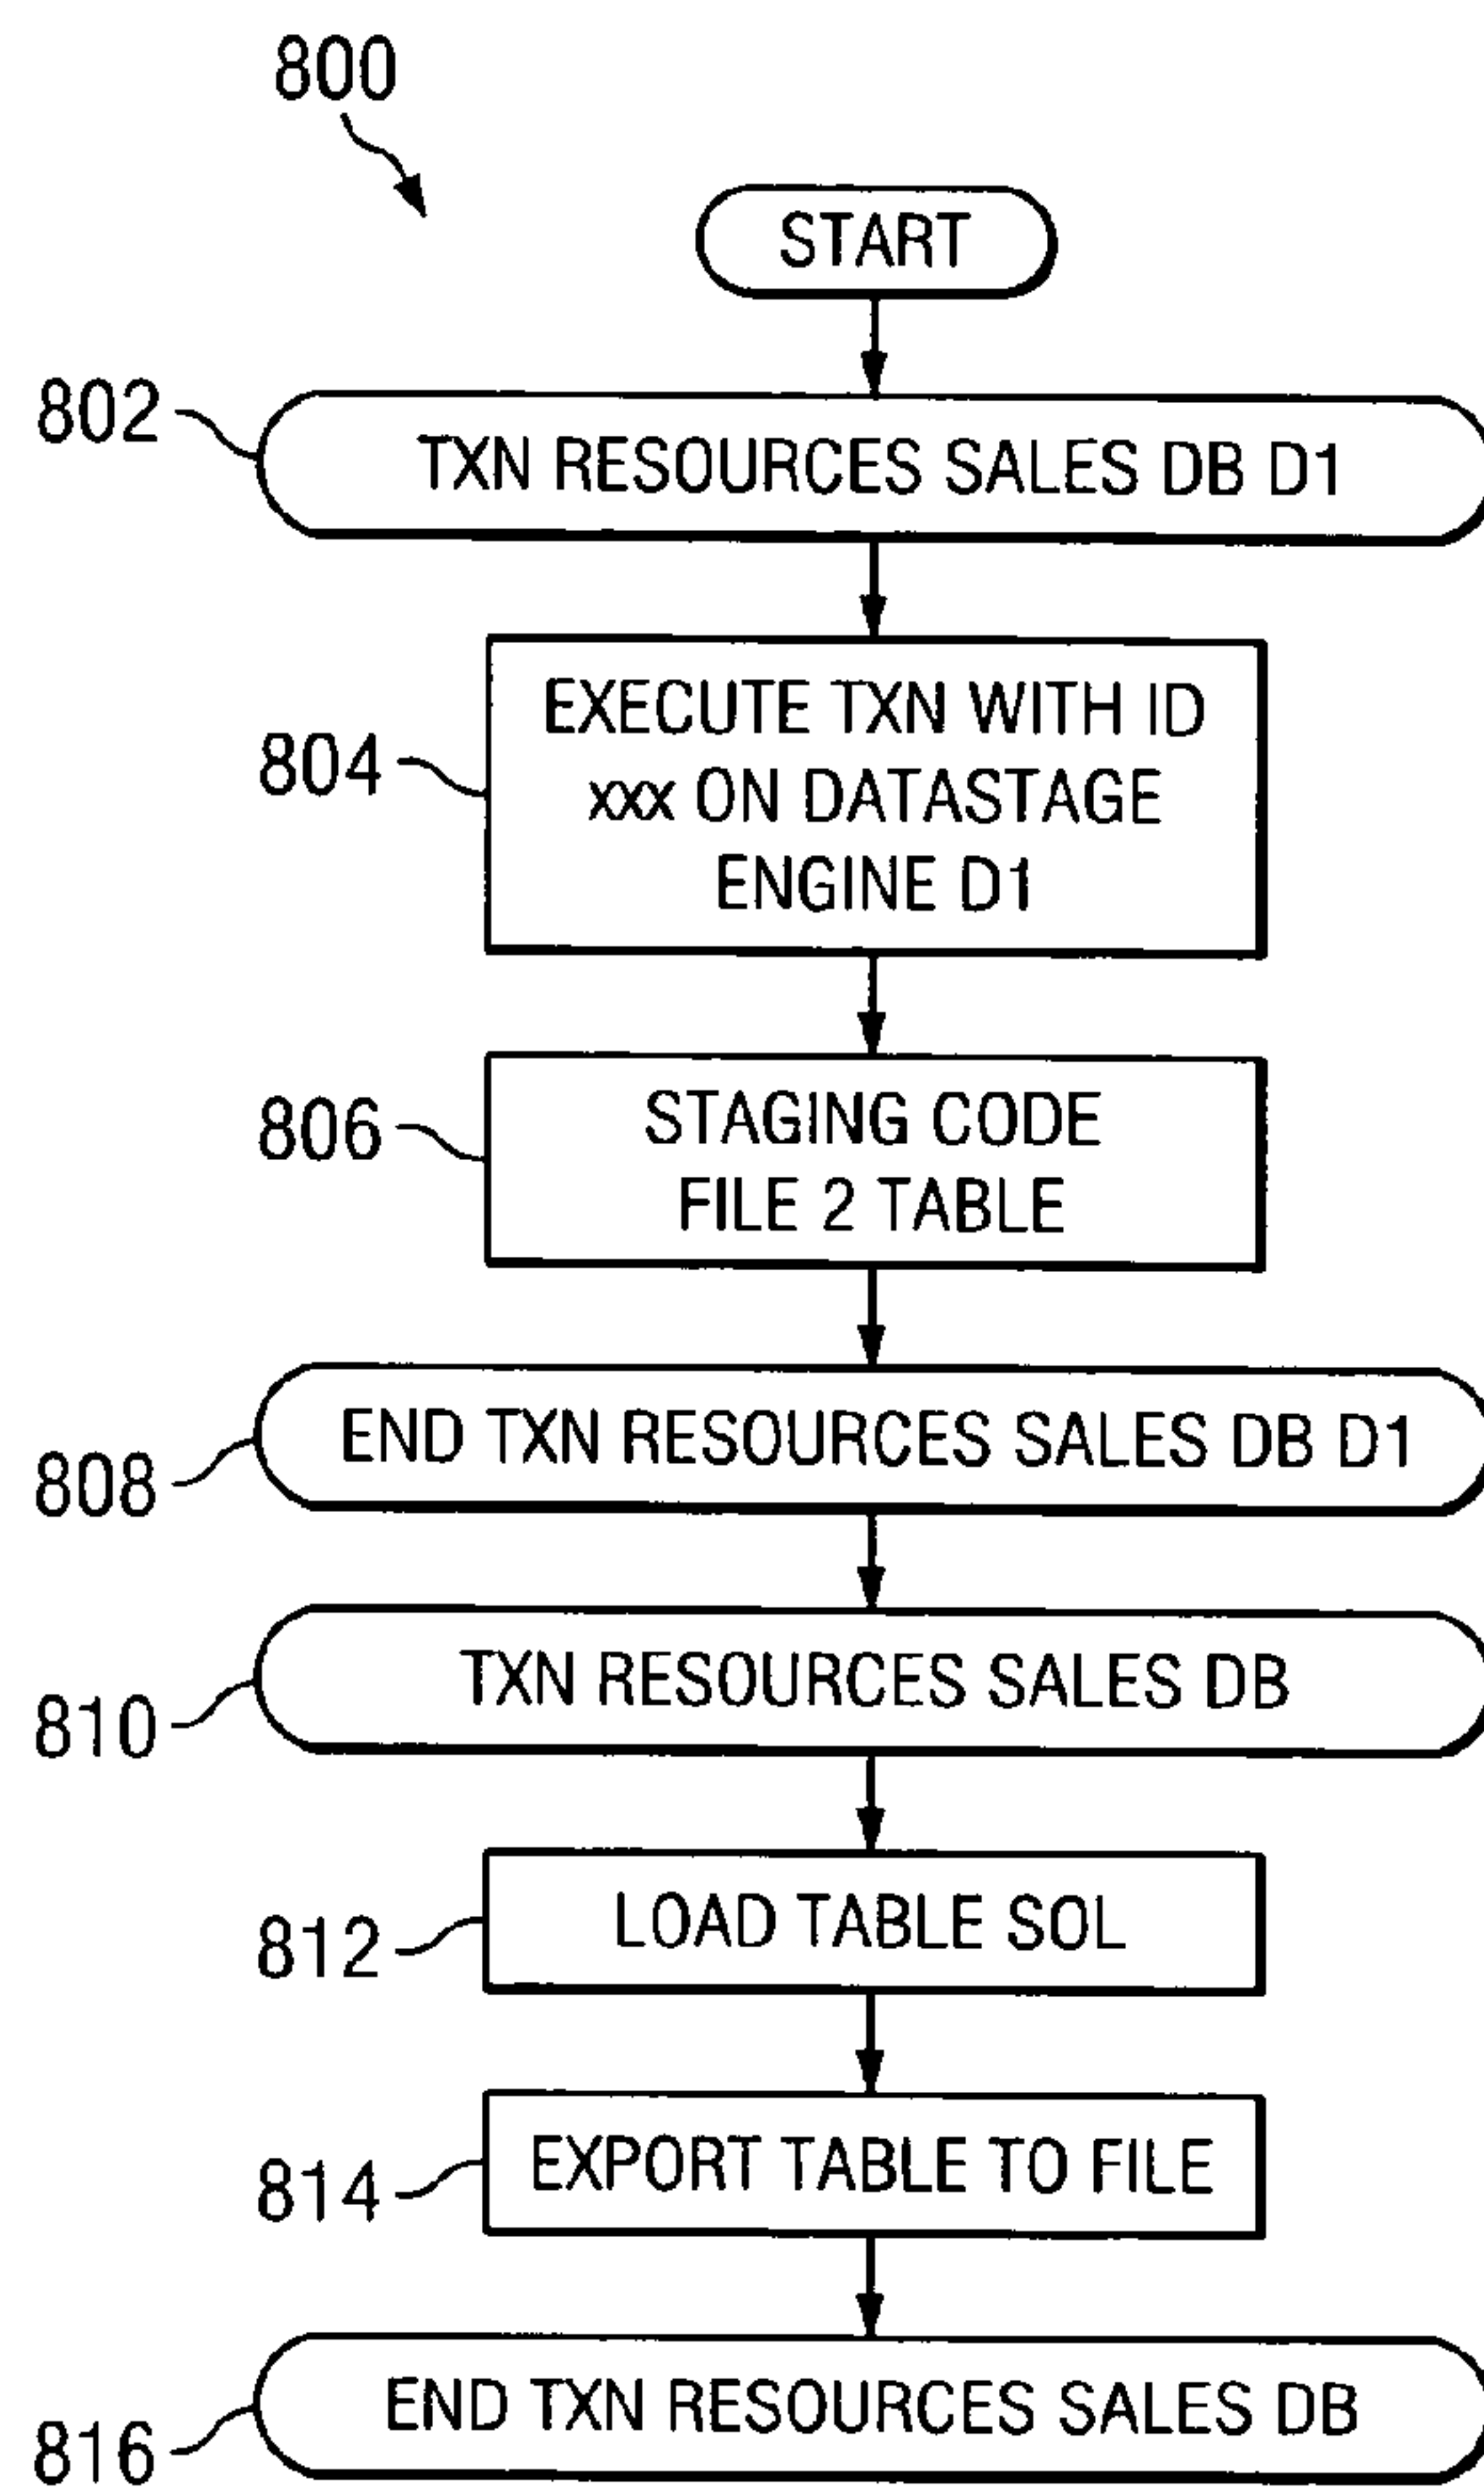 800
START
802
TXN RESOURCES SALES DB D1
804
EXECUTE TXN WITH ID
xxx ON DATASTAGE
ENGINE D1
806
STAGING CODE
FILE 2 TABLE
808
END TXN RESOURCES SALES DB D1
810
TXN RESOURCES SALES DB
812
LOAD TABLE SOL
814
EXPORT TABLE TO FILE
816
END TXN RESOURCES SALES DB